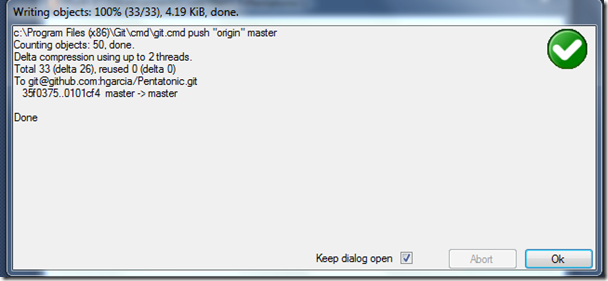 Writing objects: 100% (33/33), 4.19 KiB, done.
c:\Program Files (x86)\Git\cmd\git.cmd push "origin" master
Counting objects: 50, done.
Delta compression using up to 2 threads.
Total 33 (delta 26), reused 0 (delta 0)
To git@github.com:hgarcia/Pentatonic.git
35f0375..0101cf4 master -> master
Done
Keep dialog open
Abort
Ok